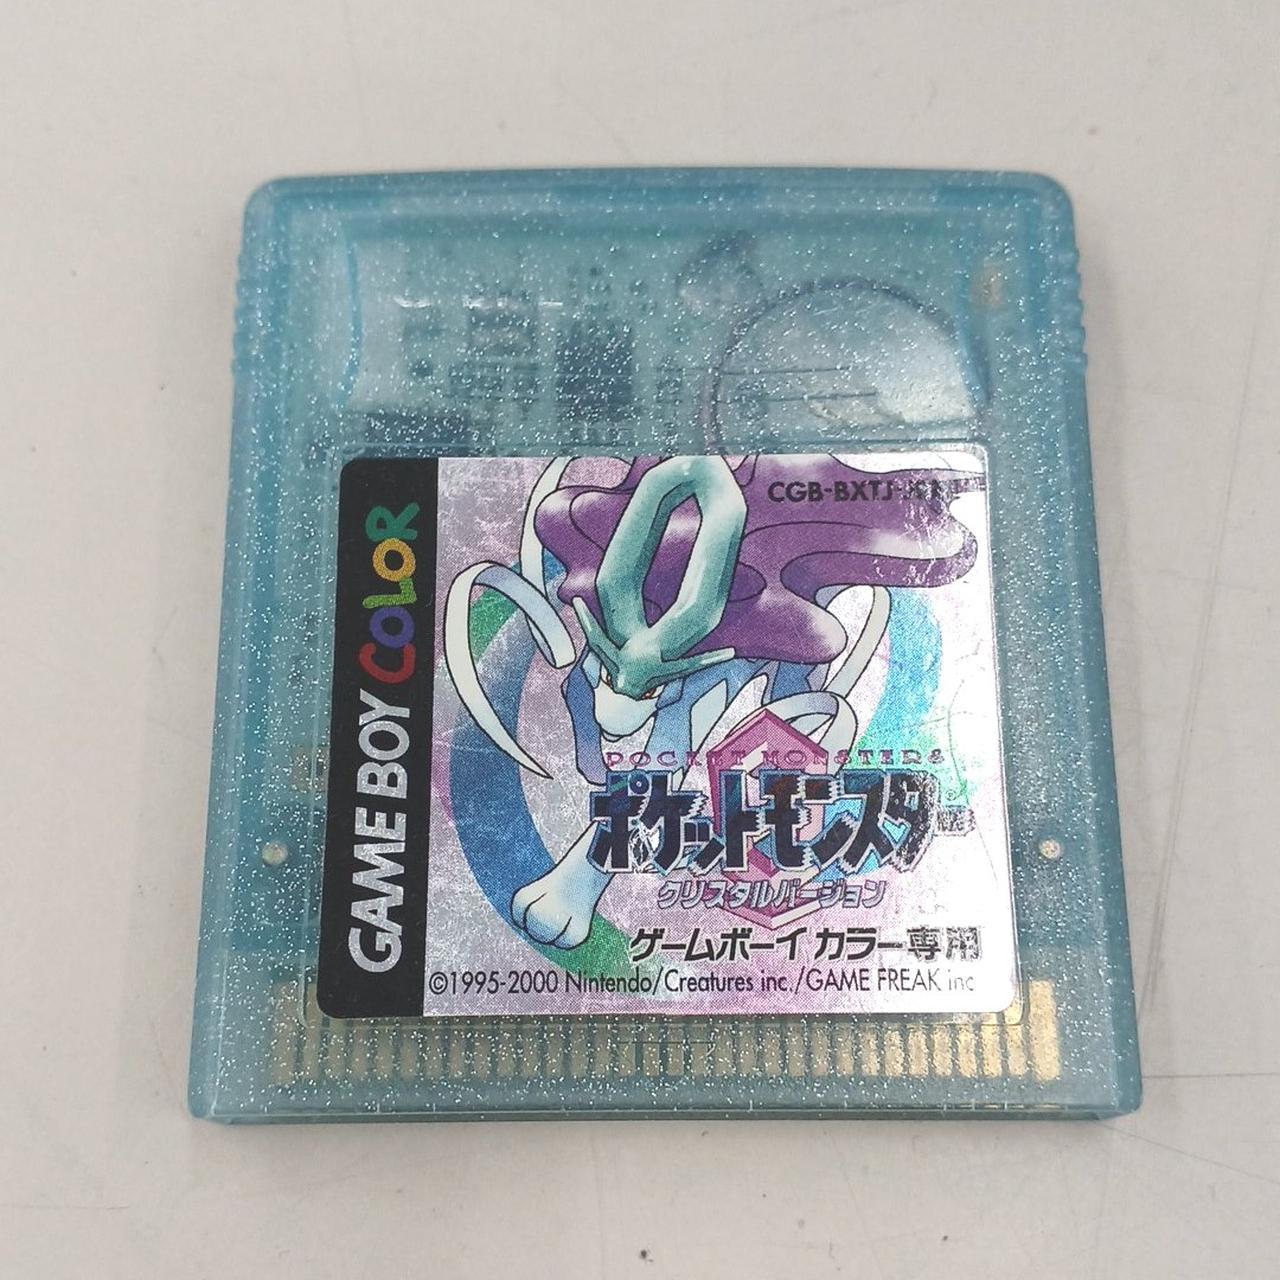 GAME BOY COLOR
CGB-BXTJ-JPN
POCKET MONSTERS
ポケットモンスター
クリスタルバージョン
ゲームボーイ カラー専用
©1995-2000 Nintendo/Creatures inc./GAME FREAK inc